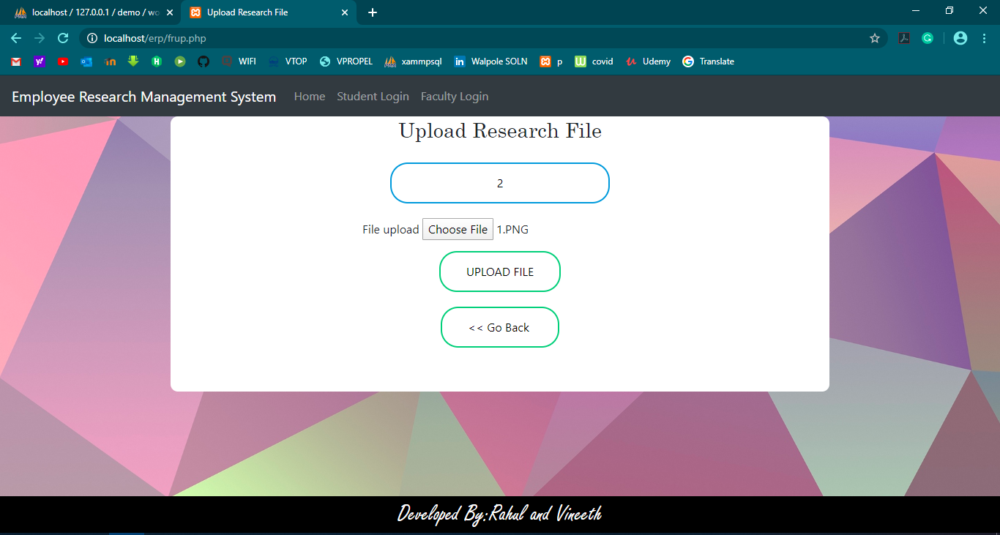 localhost / 127.0.0.1 / demo / wo
Upload Research File
localhost/erp/frup.php
WIFI VTOP VPROPEL xammpsql Walpole SOLN p covid Udemy Translate
Employee Research Management System Home Student Login Faculty Login
Upload Research File
2
File upload Choose File 1.PNG
UPLOAD FILE
<< Go Back
Developed By:Rahul and Vineeth